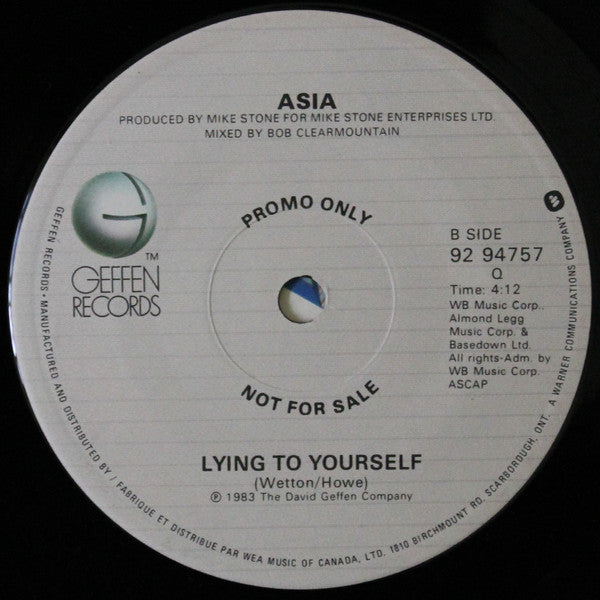 ASIA
PRODUCED BY MIKE STONE FOR MIKE STONE ENTERPRISES LTD.
MIXED BY BOB CLEARMOUNTAIN
PROMO ONLY
G
TM
GEFFEN
RECORDS
B SIDE
92 94757
Q
Time: 4:12
WB Music Corp.,
Almond Legg
Music Corp. &
Basedown Ltd.
All rights-Adm. by
WB Music Corp.
ASCAP
NOT FOR SALE
LYING TO YOURSELF
(Wetton/Howe)
℗ 1983 The David Geffen Company
GEFFEN RECORDS • MANUFACTURED AND DISTRIBUTED BY / FABRIQUÉ ET DISTRIBUÉ PAR WEA MUSIC OF CANADA, LTD. 1810 BIRCHMOUNT RD. SCARBOROUGH, ONT. A WARNER COMMUNICATIONS COMPANY